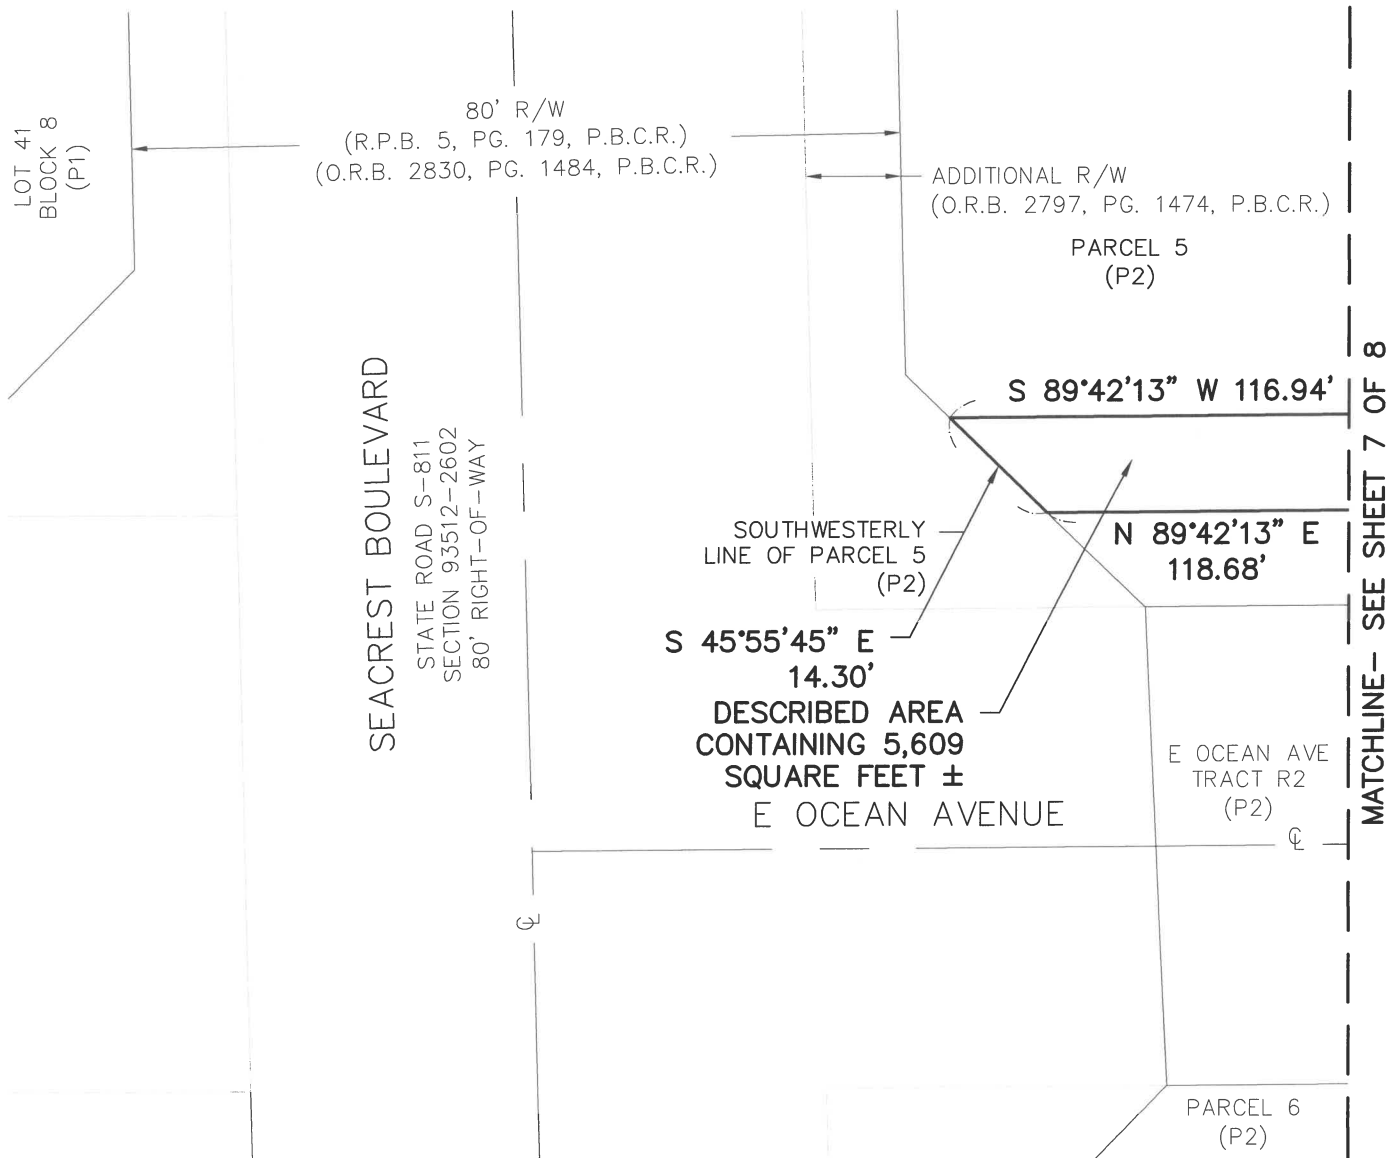 LOT 41
BLOCK 8
(P1)
80' R/W
(R.P.B. 5, PG. 179, P.B.C.R.)
(O.R.B. 2830, PG. 1484, P.B.C.R.)
ADDITIONAL R/W
(O.R.B. 2797, PG. 1474, P.B.C.R.)
PARCEL 5
(P2)
S 89°42'13" W 116.94'
N 89°42'13" E
118.68'
SOUTHWESTERLY
LINE OF PARCEL 5
(P2)
S 45°55'45" E
14.30'
DESCRIBED AREA
CONTAINING 5,609
SQUARE FEET ±
SEACREST BOULEVARD
STATE ROAD S-811
SECTION 93512-2602
80' RIGHT-OF-WAY
E OCEAN AVENUE
E OCEAN AVE
TRACT R2
(P2)
℄
℄
PARCEL 6
(P2)
MATCHLINE- SEE SHEET 7 OF 8